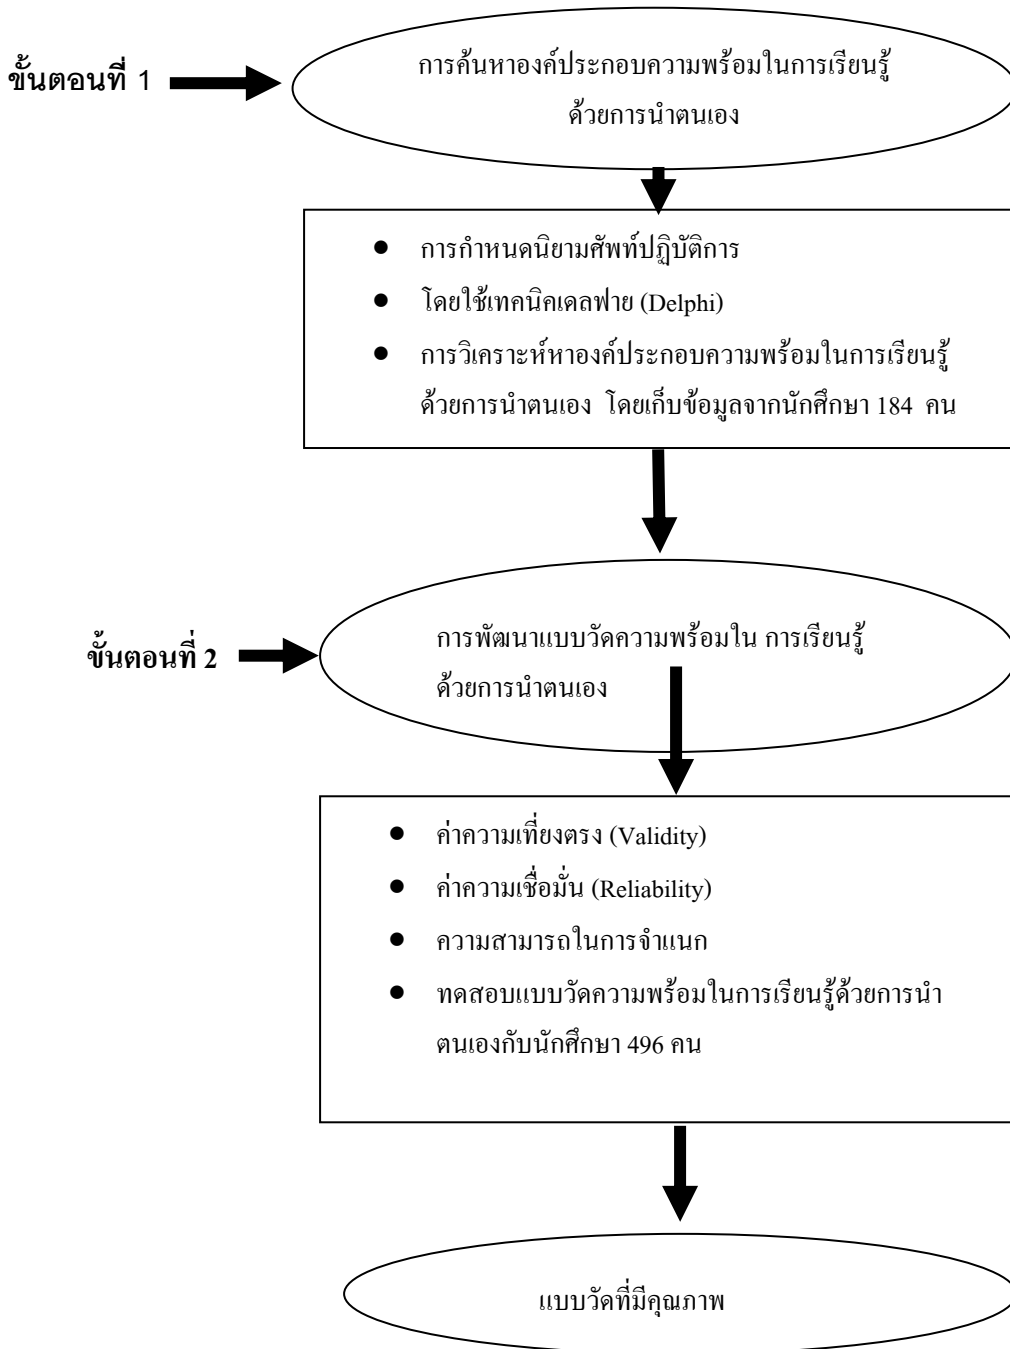 ขั้นตอนที่ 1
การค้นหาองค์ประกอบความพร้อมในการเรียนรู้
ด้วยการนำตนเอง
● การกำหนดนิยามศัพท์ปฏิบัติการ
● โดยใช้เทคนิคเดลฟาย (Delphi)
● การวิเคราะห์หาองค์ประกอบความพร้อมในการเรียนรู้
ด้วยการนำตนเอง โดยเก็บข้อมูลจากนักศึกษา 184 คน
ขั้นตอนที่ 2
การพัฒนาแบบวัดความพร้อมใน การเรียนรู้
ด้วยการนำตนเอง
● ค่าความเที่ยงตรง (Validity)
● ค่าความเชื่อมั่น (Reliability)
● ความสามารถในการจำแนก
● ทดสอบแบบวัดความพร้อมในการเรียนรู้ด้วยการนำ
ตนเองกับนักศึกษา 496 คน
แบบวัดที่มีคุณภาพ